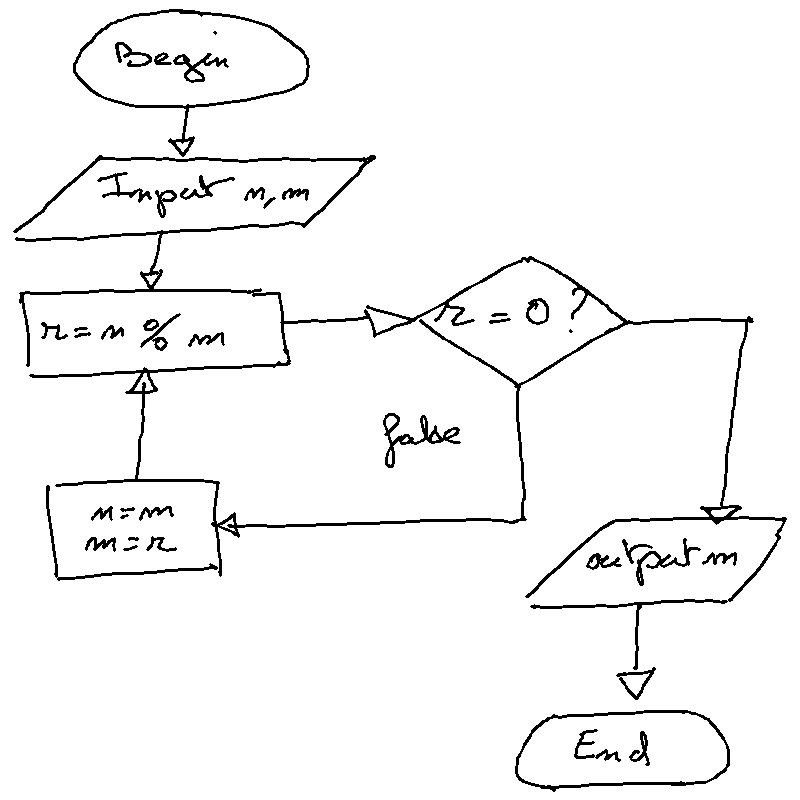 Begin
Input n, m
r = n % m
r = 0 ?
false
n = m
m = r
output m
End